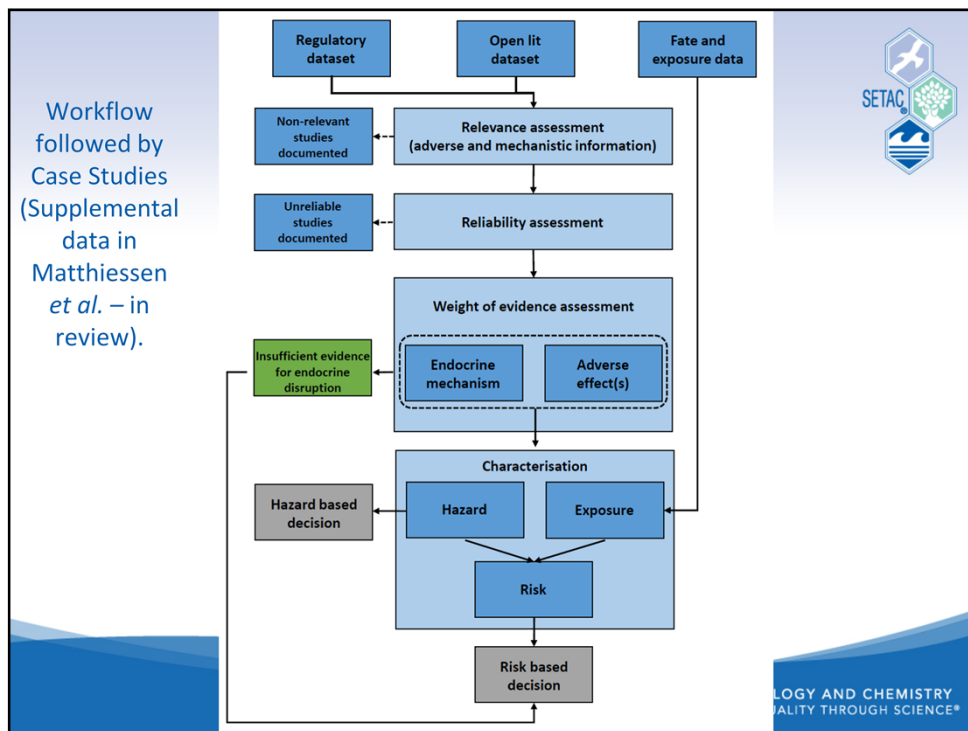 Workflow
followed by
Case Studies
(Supplemental
data in
Matthiessen
et al. – in
review).
Regulatory
dataset
Open lit
dataset
Fate and
exposure data
SETAC®
Non-relevant
studies
documented
Relevance assessment
(adverse and mechanistic information)
Unreliable
studies
documented
Reliability assessment
Weight of evidence assessment
Insufficient evidence
for endocrine
disruption
Endocrine
mechanism
Adverse
effect(s)
Characterisation
Hazard based
decision
Hazard
Exposure
Risk
Risk based
decision
LOGY AND CHEMISTRY
UALITY THROUGH SCIENCE®